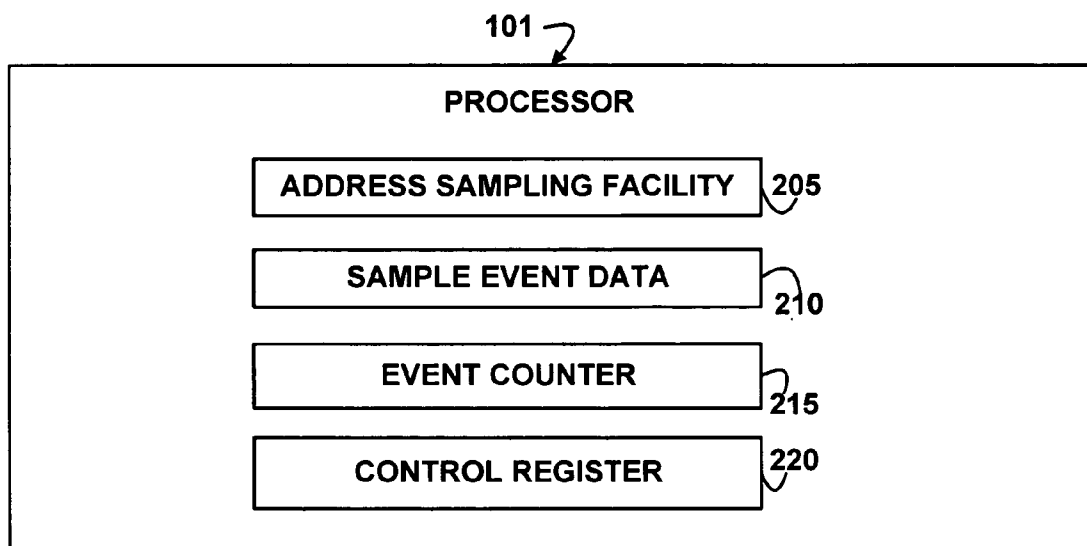 101
PROCESSOR
ADDRESS SAMPLING FACILITY 205
SAMPLE EVENT DATA 210
EVENT COUNTER 215
CONTROL REGISTER 220